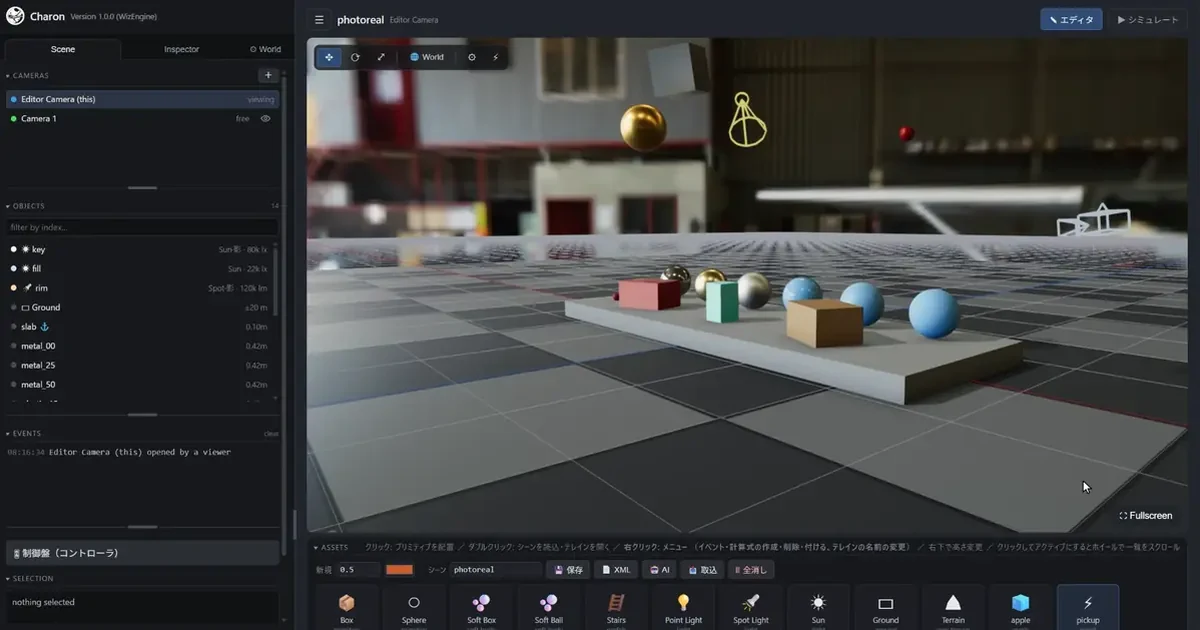 Charon Version 1.0.0 (WizEngine)
Scene Inspector World
CAMERAS +
Editor Camera (this) viewing
Camera 1 free
OBJECTS 14
filter by index...
key Sun·影 · 80k lx
fill Sun · 22k lx
rim Spot·影 · 120k lm
Ground ±20 m
slab 0.10m
metal_00 0.42m
metal_25 0.42m
metal_50 0.42m
EVENTS clear
08:16:34 Editor Camera (this) opened by a viewer
制御盤（コントローラ）
SELECTION
nothing selected
photoreal Editor Camera
エディタ シミュレート
World
Fullscreen
ASSETS クリック: プリミティブを配置 ／ ダブルクリック: シーンを読込・テレインを開く ／ 右クリック: メニュー （イベント・計算式の作成・削除・付ける、テレインの名前の変更） ／ 右下で高さ変更 ／ クリックしてアクティブにするとホイールで一覧をスクロール
0.5 シーン photoreal 保存 XML AI 取込 全消し
Box Sphere Soft Box Soft Ball Stairs Point Light Spot Light Sun Ground Terrain apple pickup